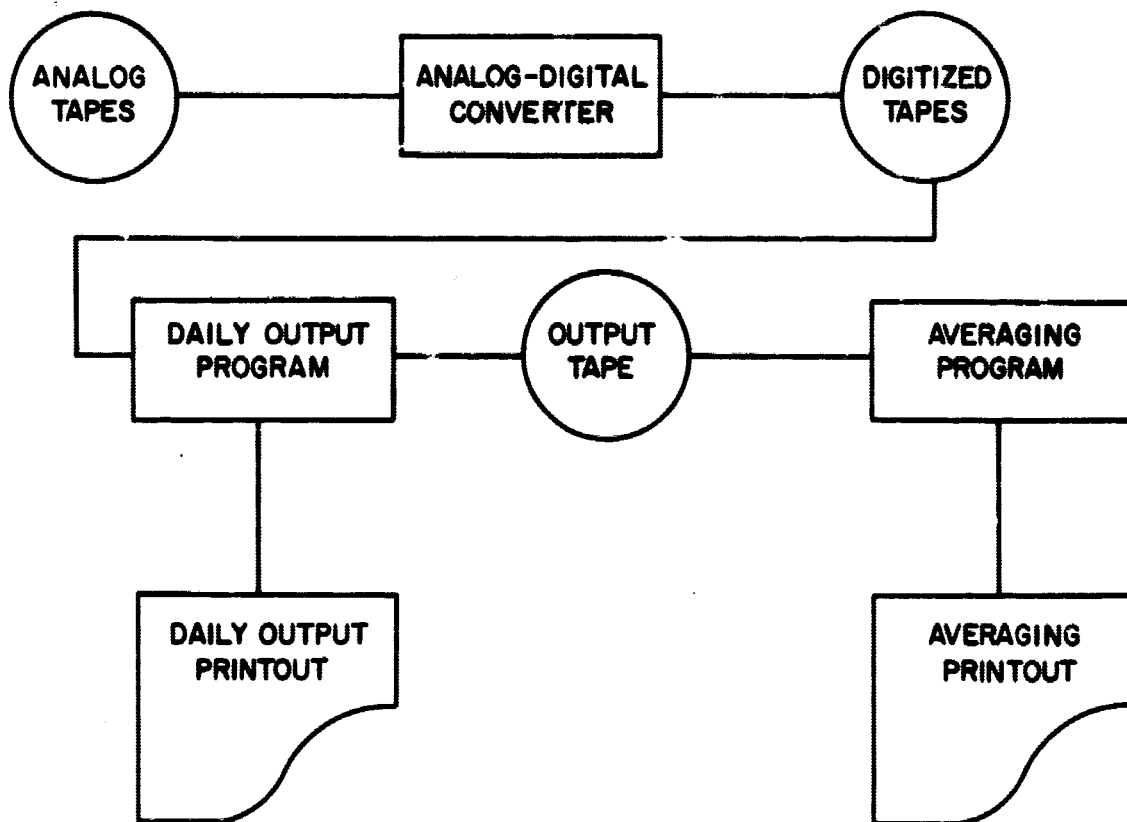 ANALOG
TAPES
ANALOG-DIGITAL
CONVERTER
DIGITIZED
TAPES
DAILY OUTPUT
PROGRAM
OUTPUT
TAPE
AVERAGING
PROGRAM
DAILY OUTPUT
PRINTOUT
AVERAGING
PRINTOUT